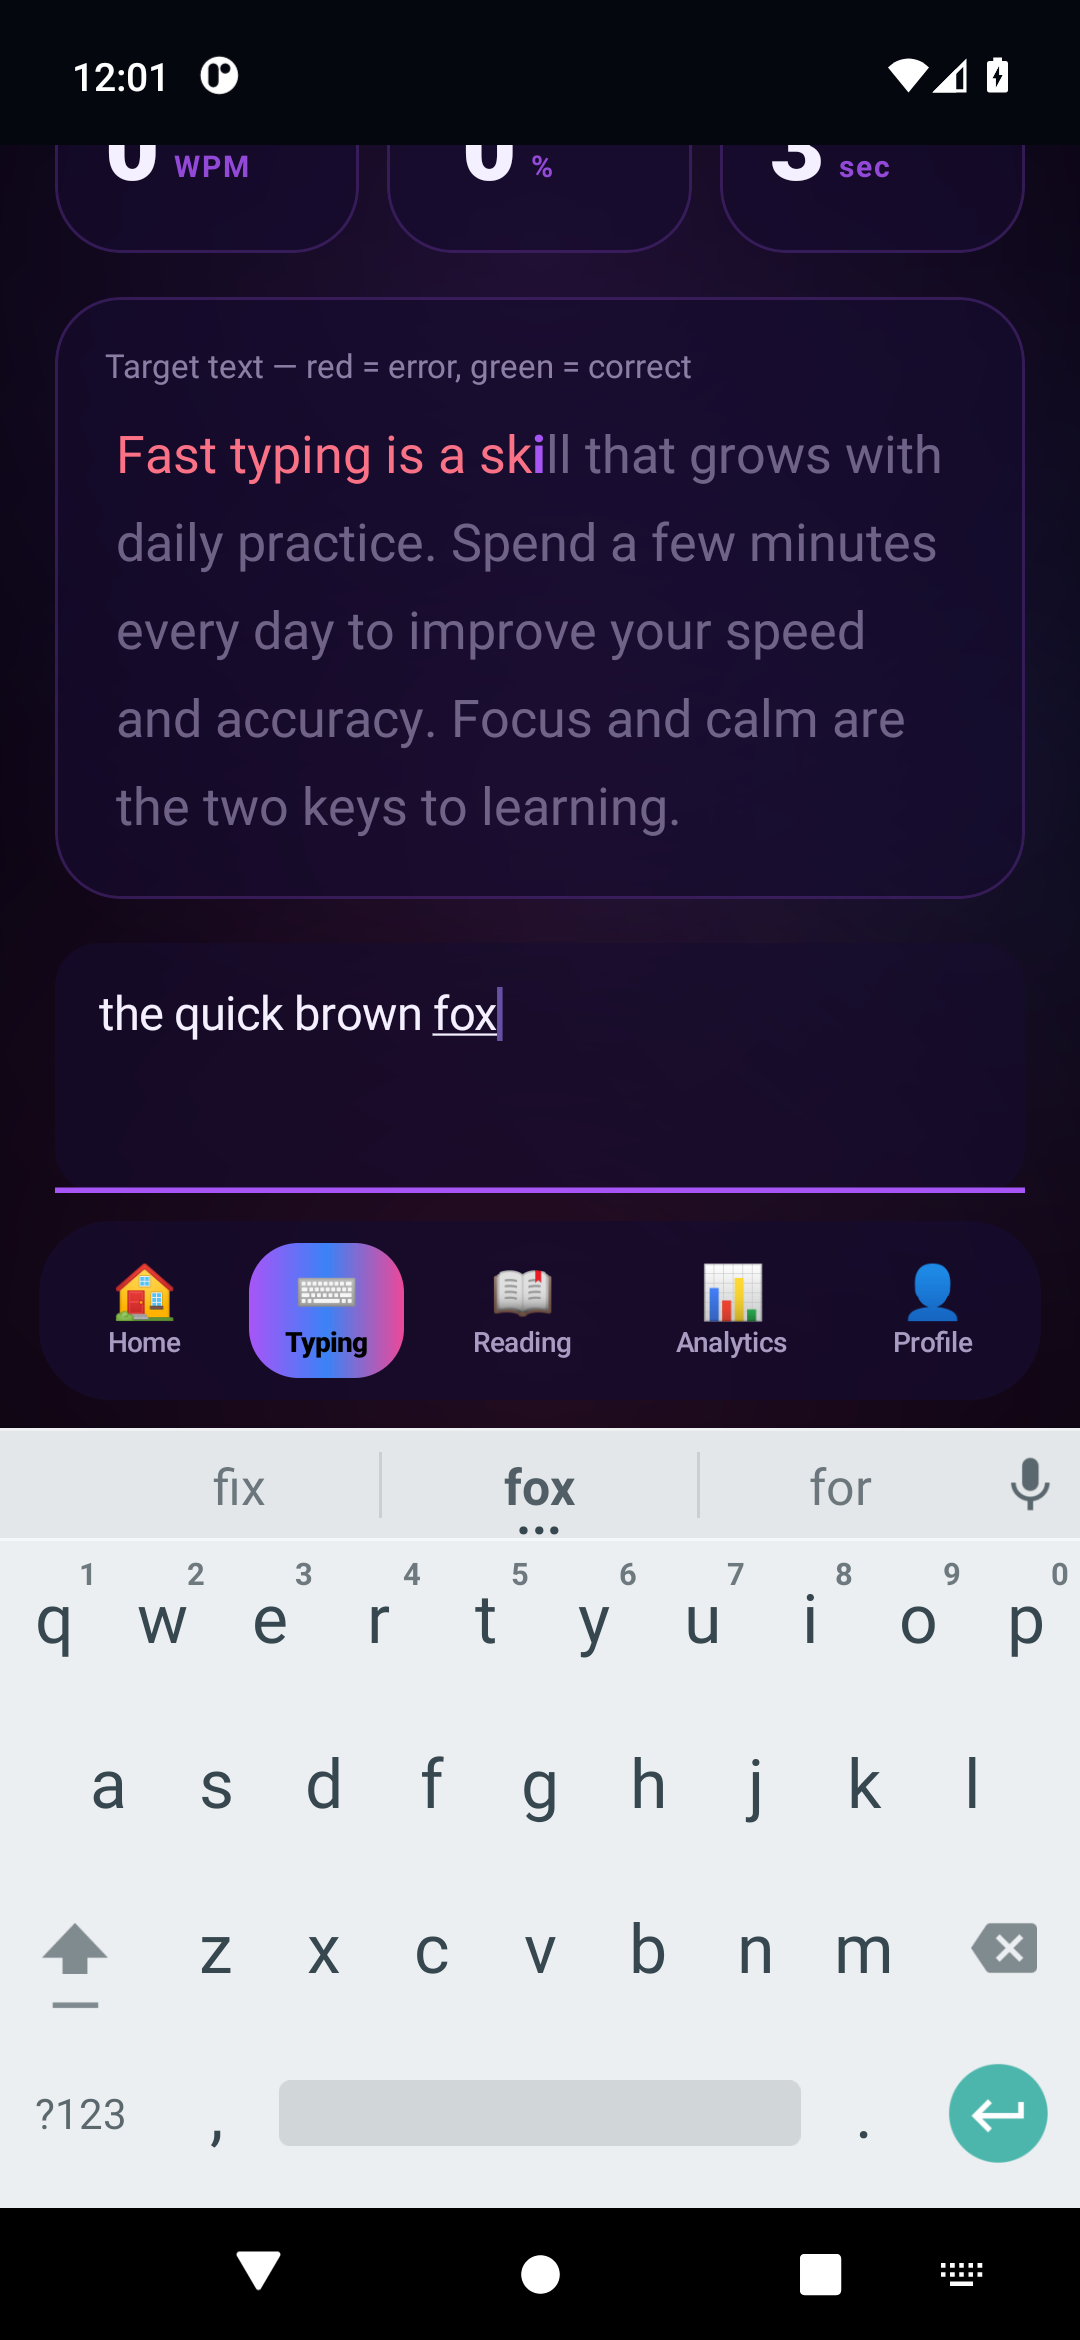 12:01
0 WPM 0 % 3 sec
Target text — red = error, green = correct
Fast typing is a skill that grows with
daily practice. Spend a few minutes
every day to improve your speed
and accuracy. Focus and calm are
the two keys to learning.
the quick brown fox
Home Typing Reading Analytics Profile
fix fox for
1 2 3 4 5 6 7 8 9 0
q w e r t y u i o p
a s d f g h j k l
z x c v b n m
?123 , .